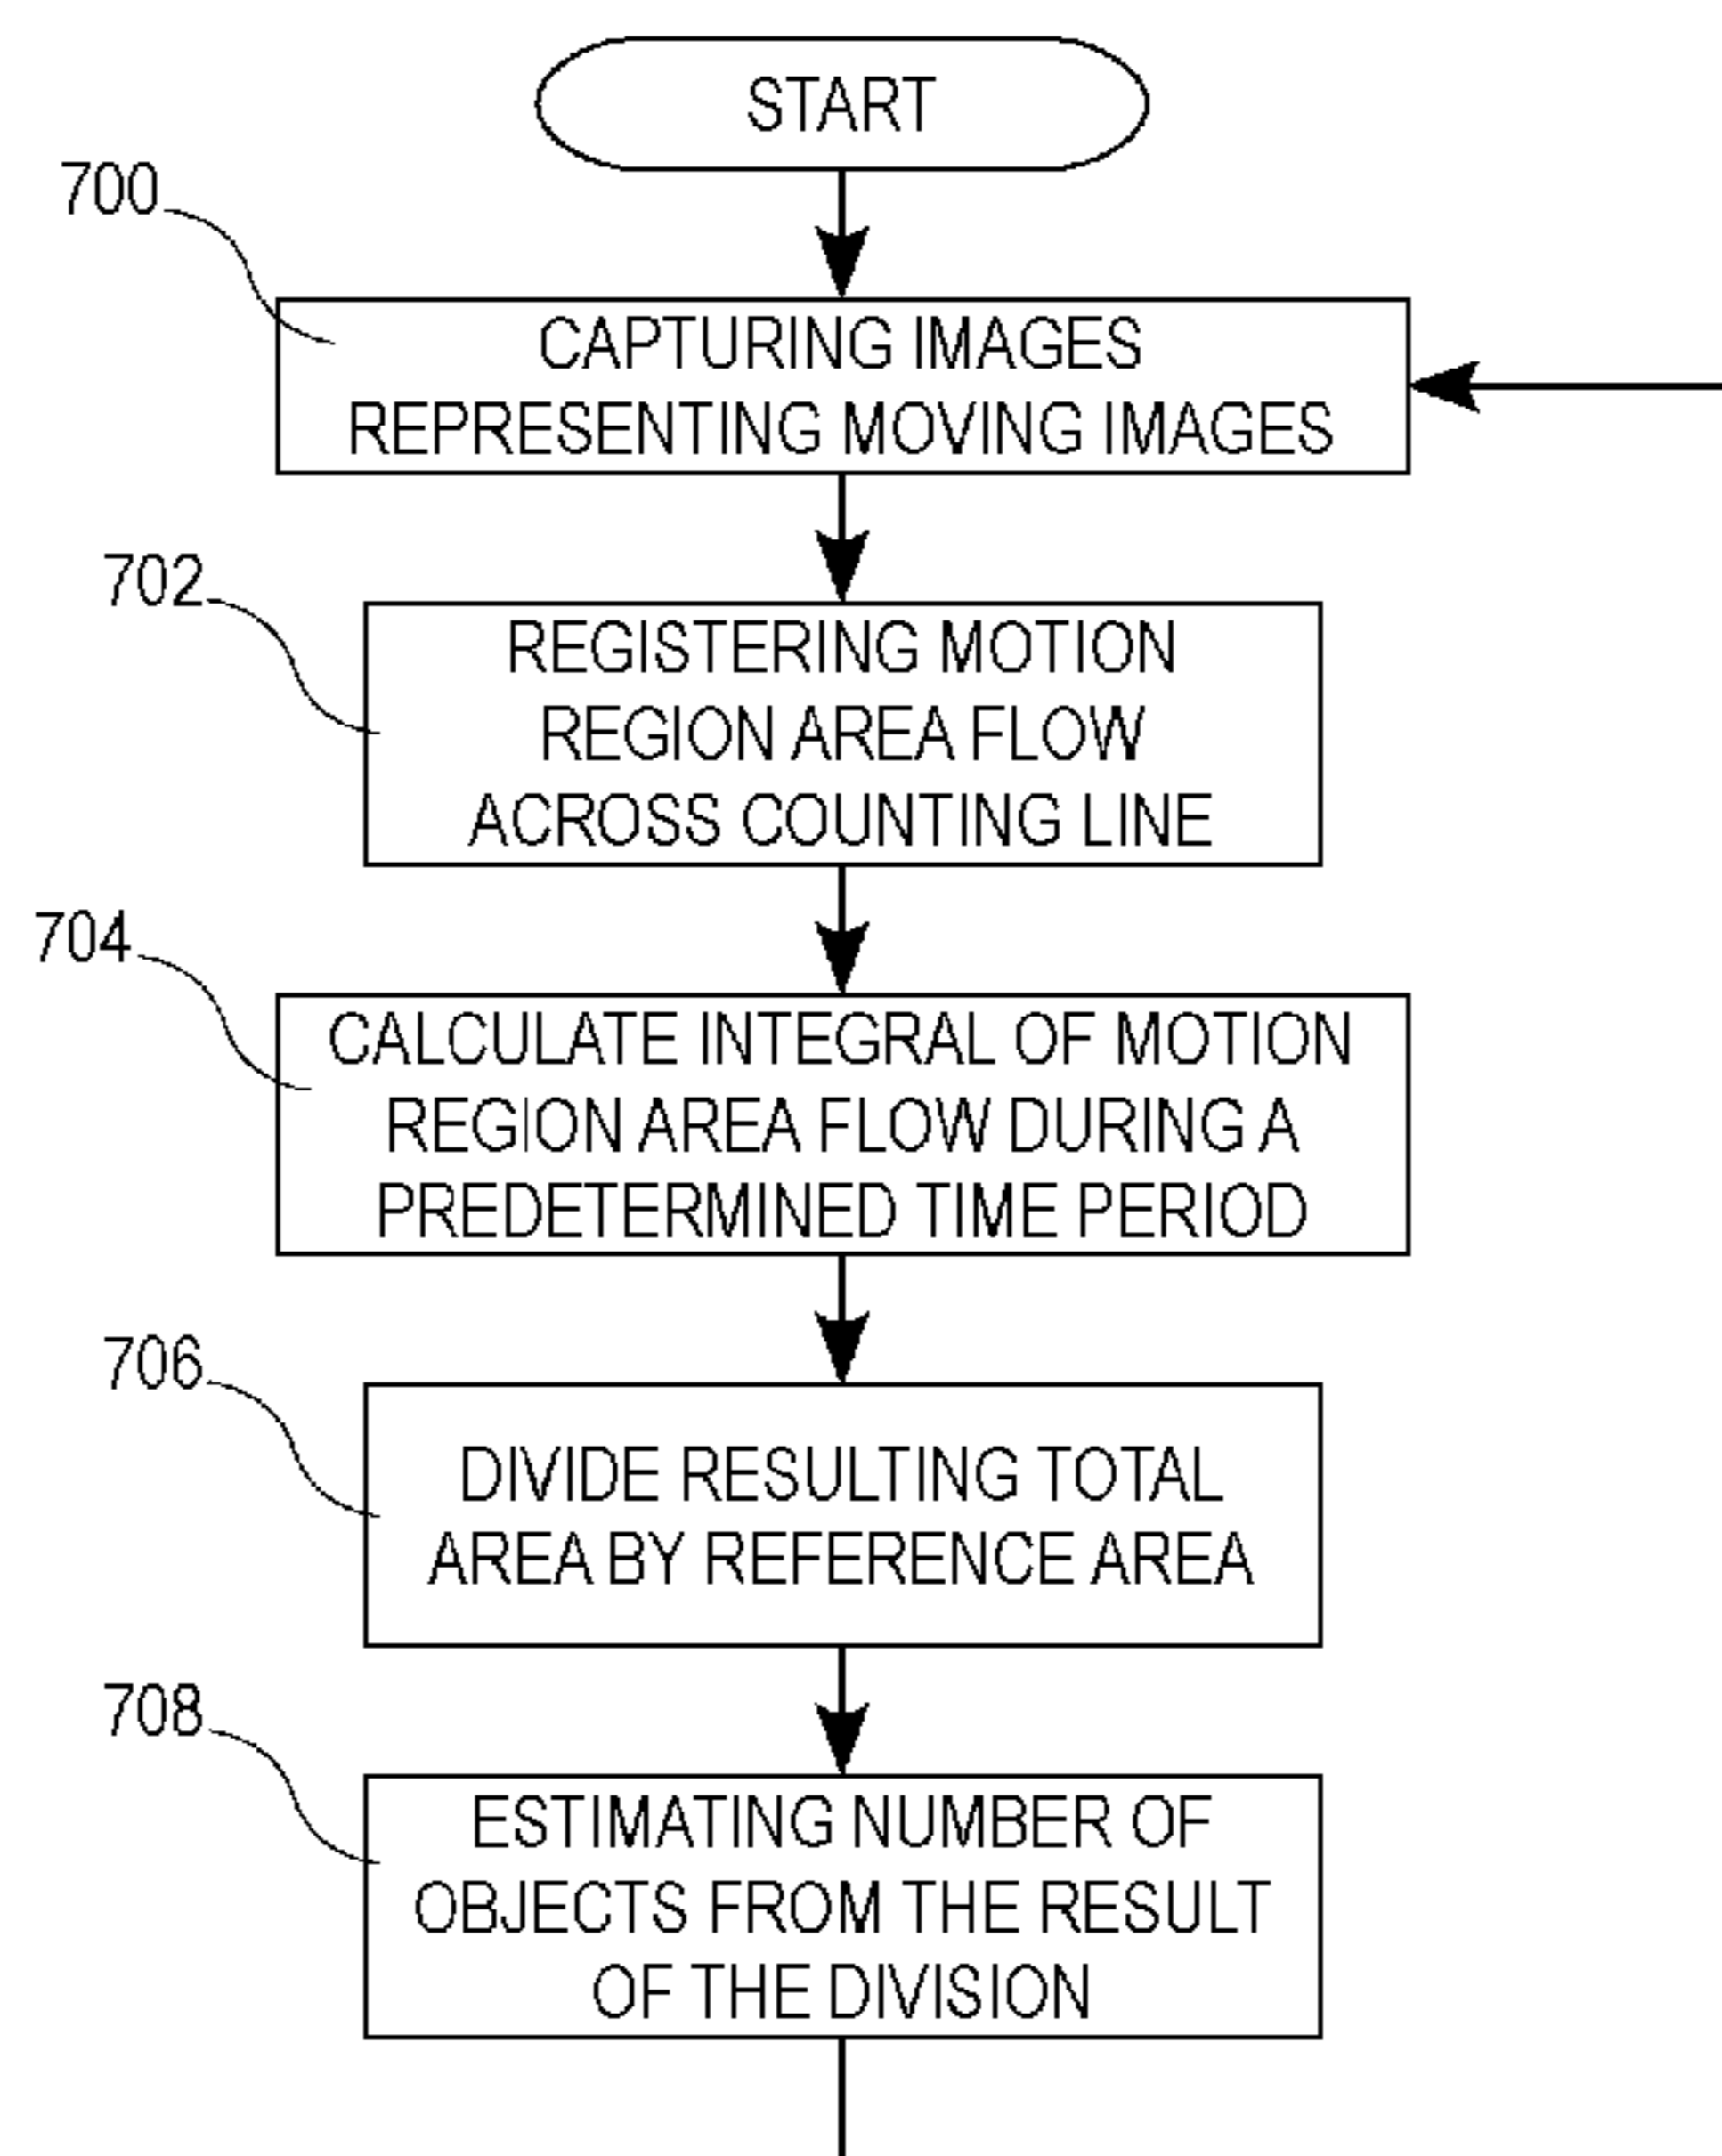 START
700
CAPTURING IMAGES
REPRESENTING MOVING IMAGES
702
REGISTERING MOTION
REGION AREA FLOW
ACROSS COUNTING LINE
704
CALCULATE INTEGRAL OF MOTION
REGION AREA FLOW DURING A
PREDETERMINED TIME PERIOD
706
DIVIDE RESULTING TOTAL
AREA BY REFERENCE AREA
708
ESTIMATING NUMBER OF
OBJECTS FROM THE RESULT
OF THE DIVISION